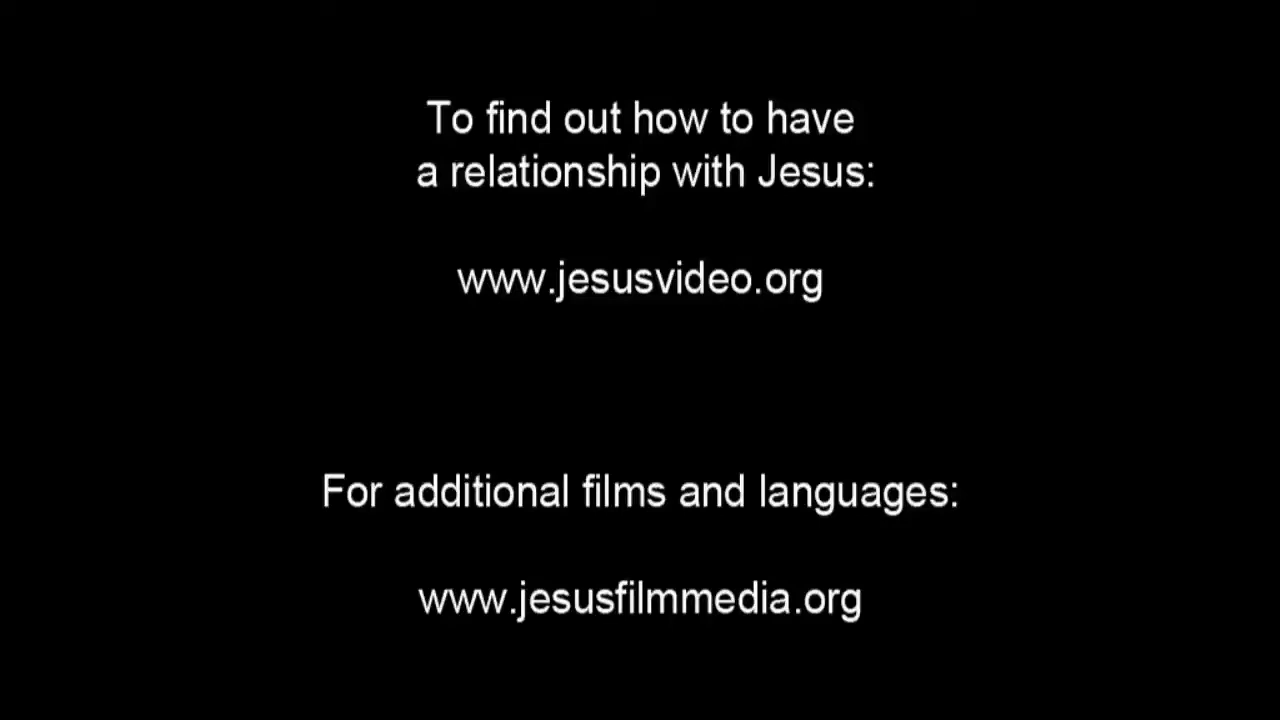 To find out how to have
a relationship with Jesus:
www.jesusvideo.org
For additional films and languages:
www.jesusfilmmedia.org